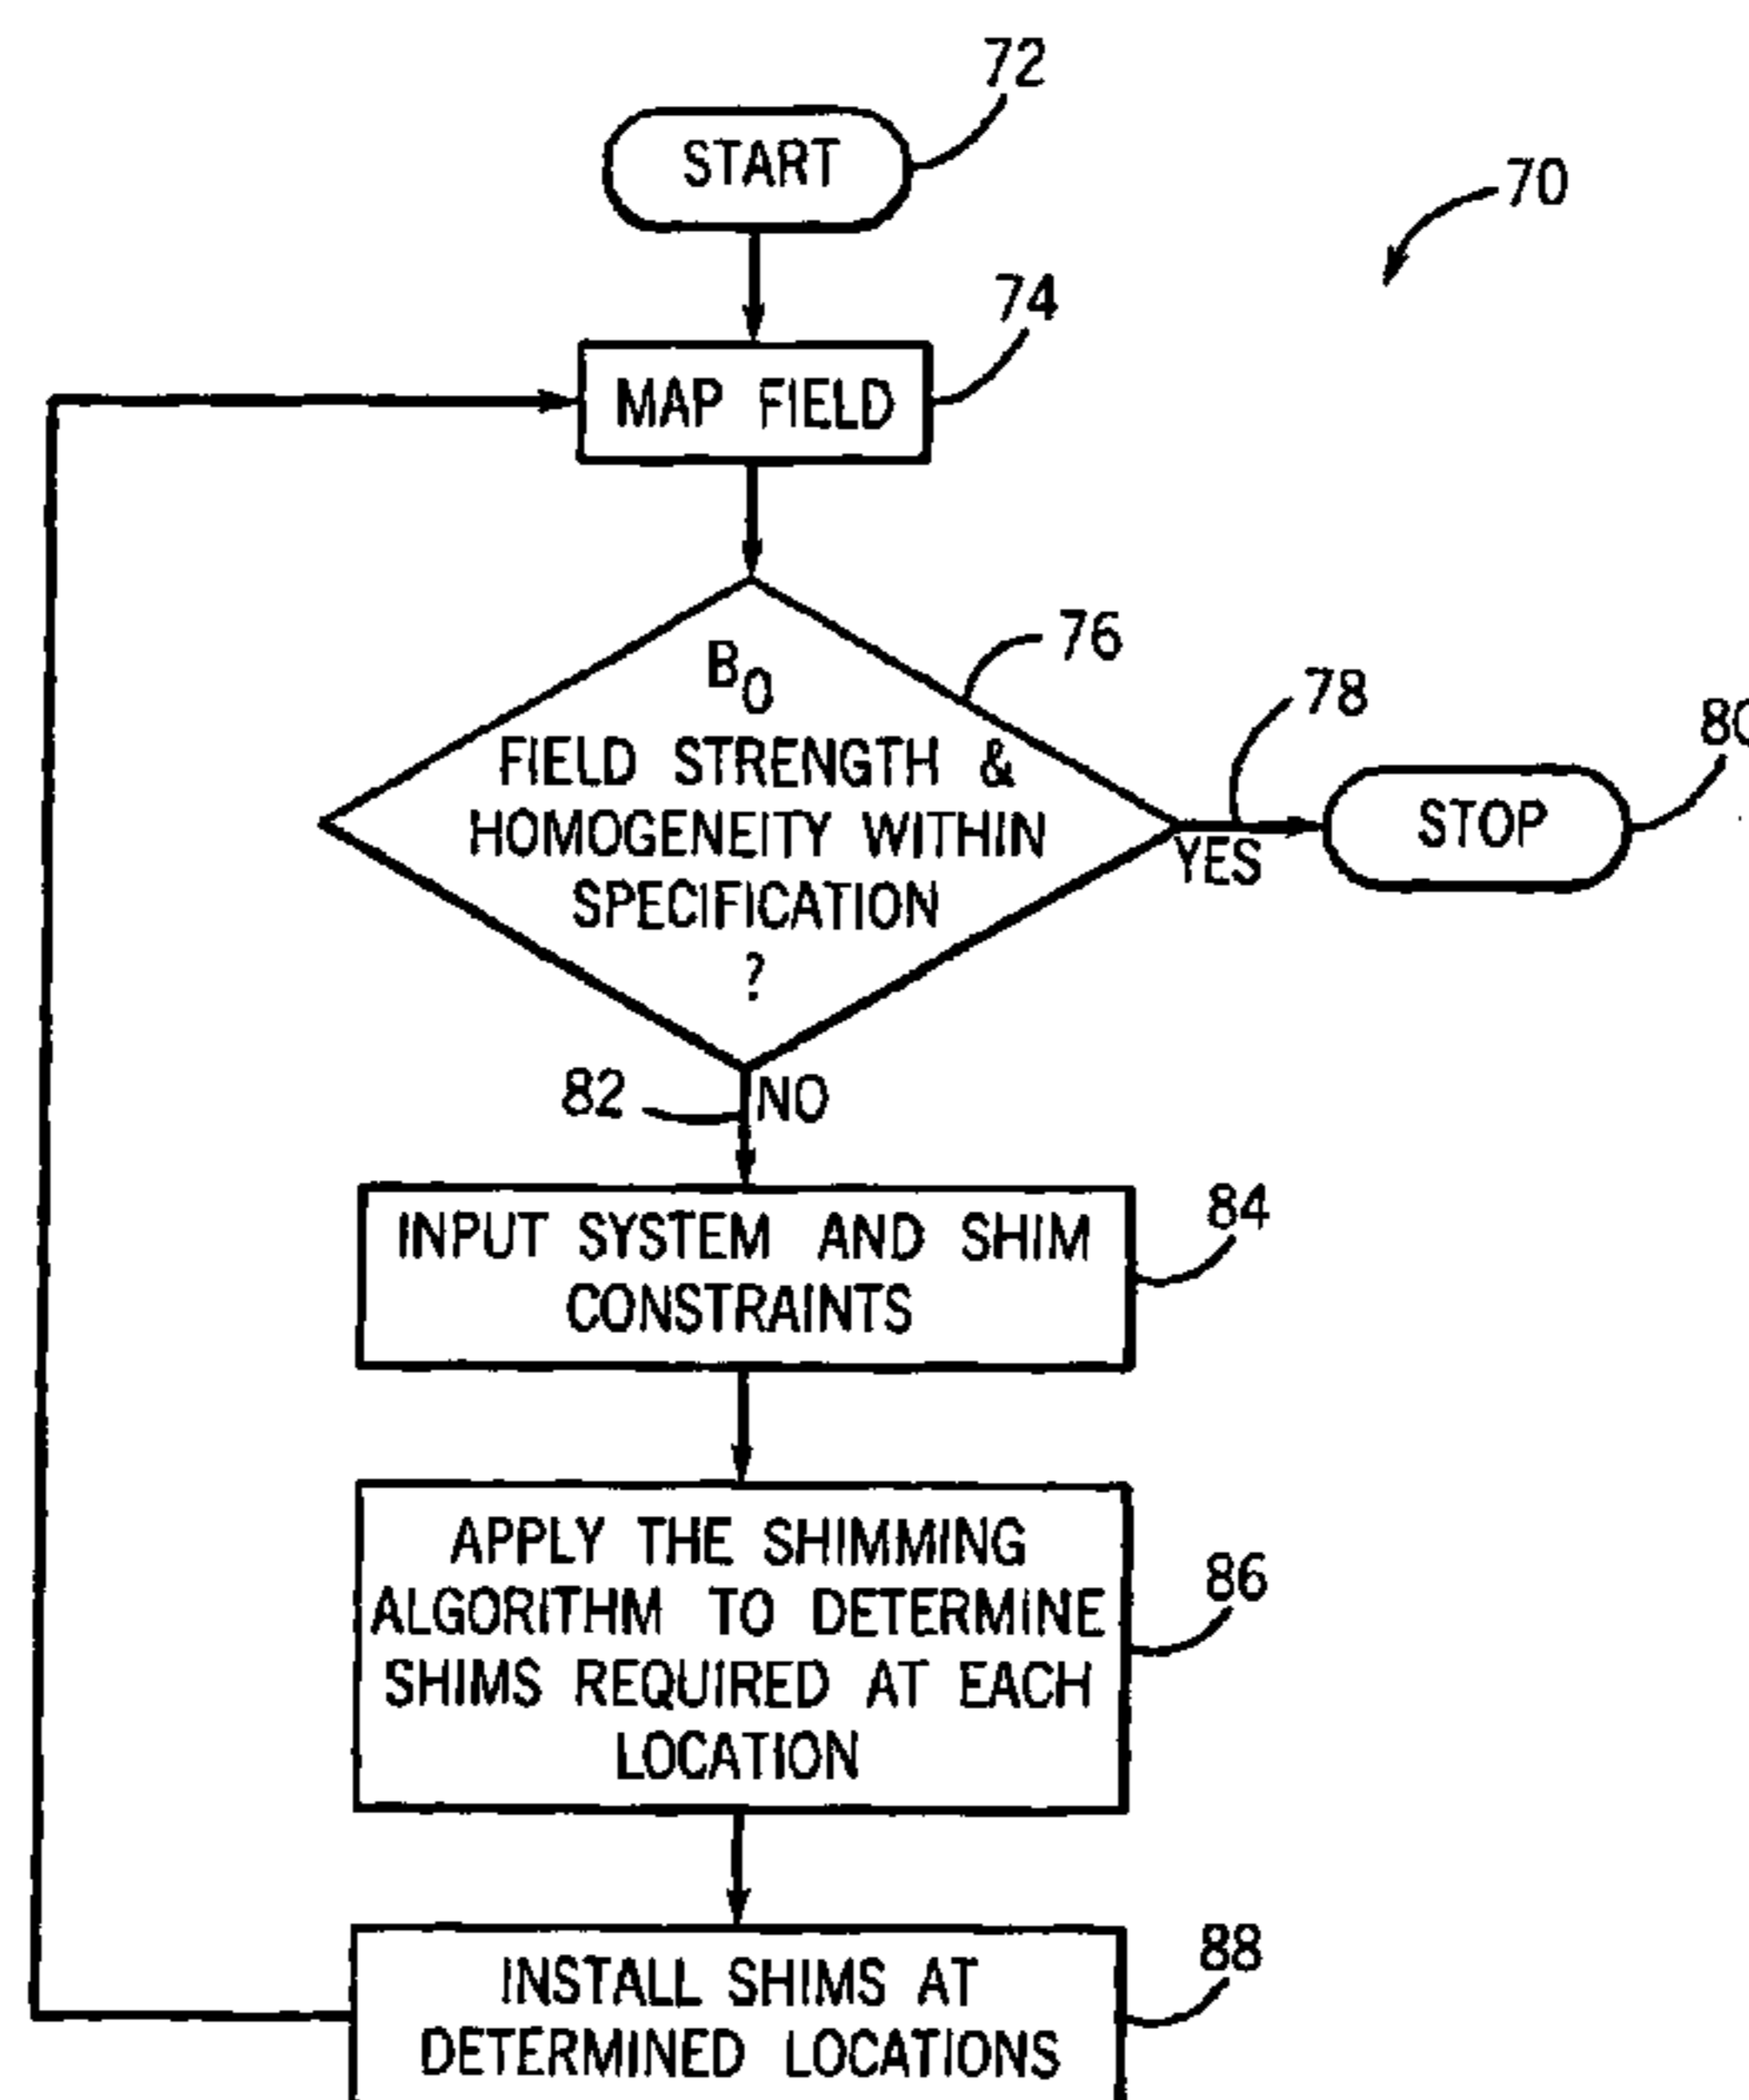 72
START
70
74
MAP FIELD
76
B₀
FIELD STRENGTH &
HOMOGENEITY WITHIN
SPECIFICATION
?
78
80
YES
STOP
82
NO
84
INPUT SYSTEM AND SHIM
CONSTRAINTS
86
APPLY THE SHIMMING
ALGORITHM TO DETERMINE
SHIMS REQUIRED AT EACH
LOCATION
88
INSTALL SHIMS AT
DETERMINED LOCATIONS